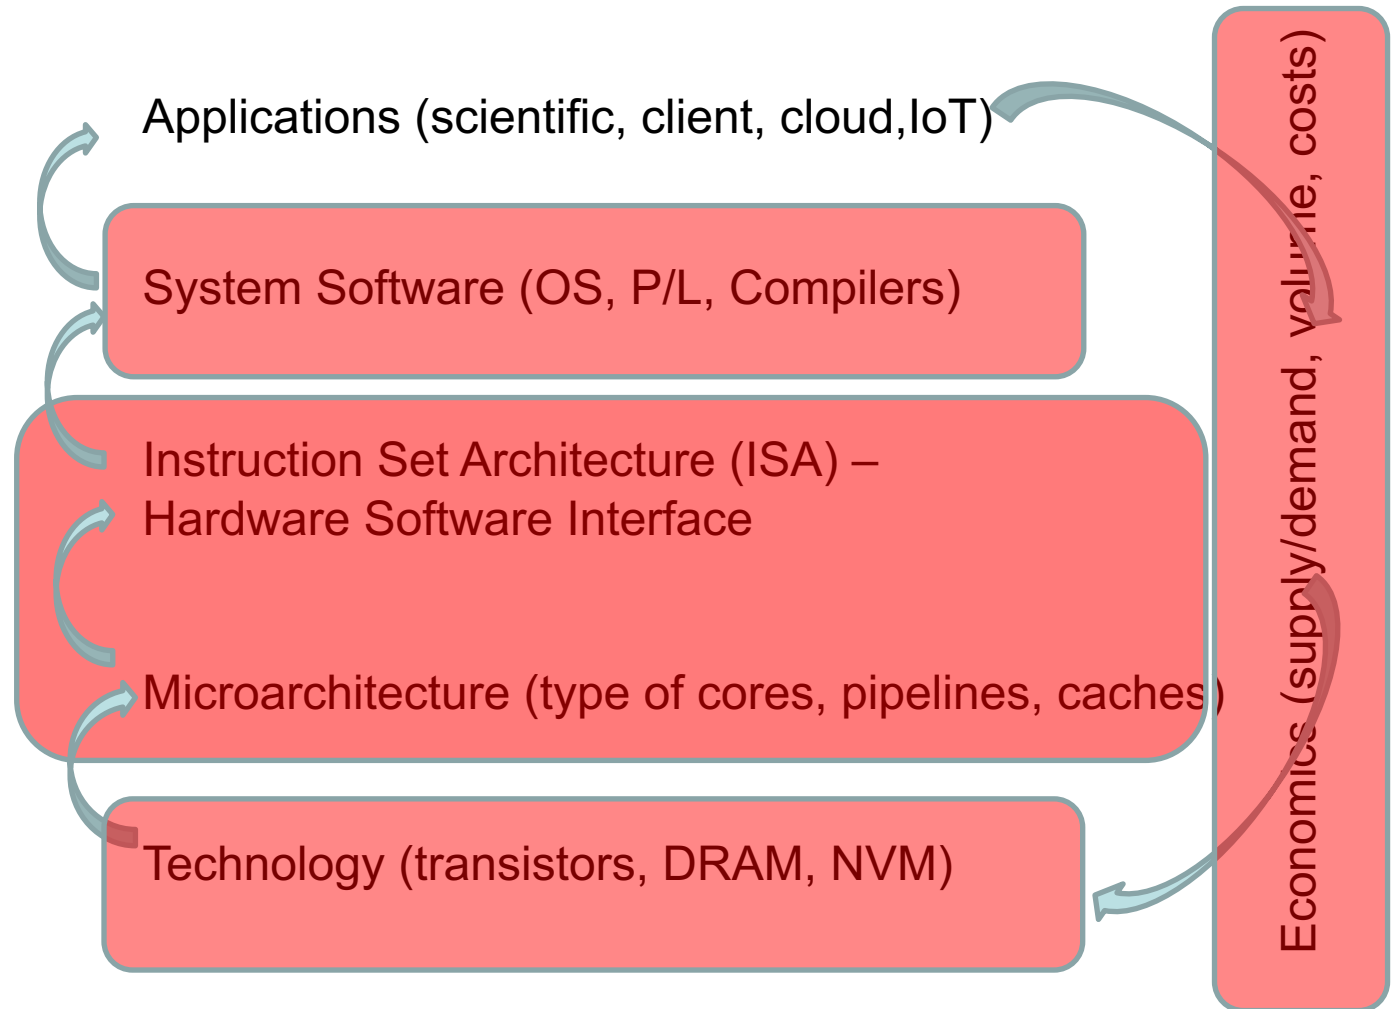 Applications (scientific, client, cloud,IoT)
System Software (OS, P/L, Compilers)
Instruction Set Architecture (ISA) –
Hardware Software Interface
Microarchitecture (type of cores, pipelines, caches)
Technology (transistors, DRAM, NVM)
Economics (supply/demand, volume, costs)